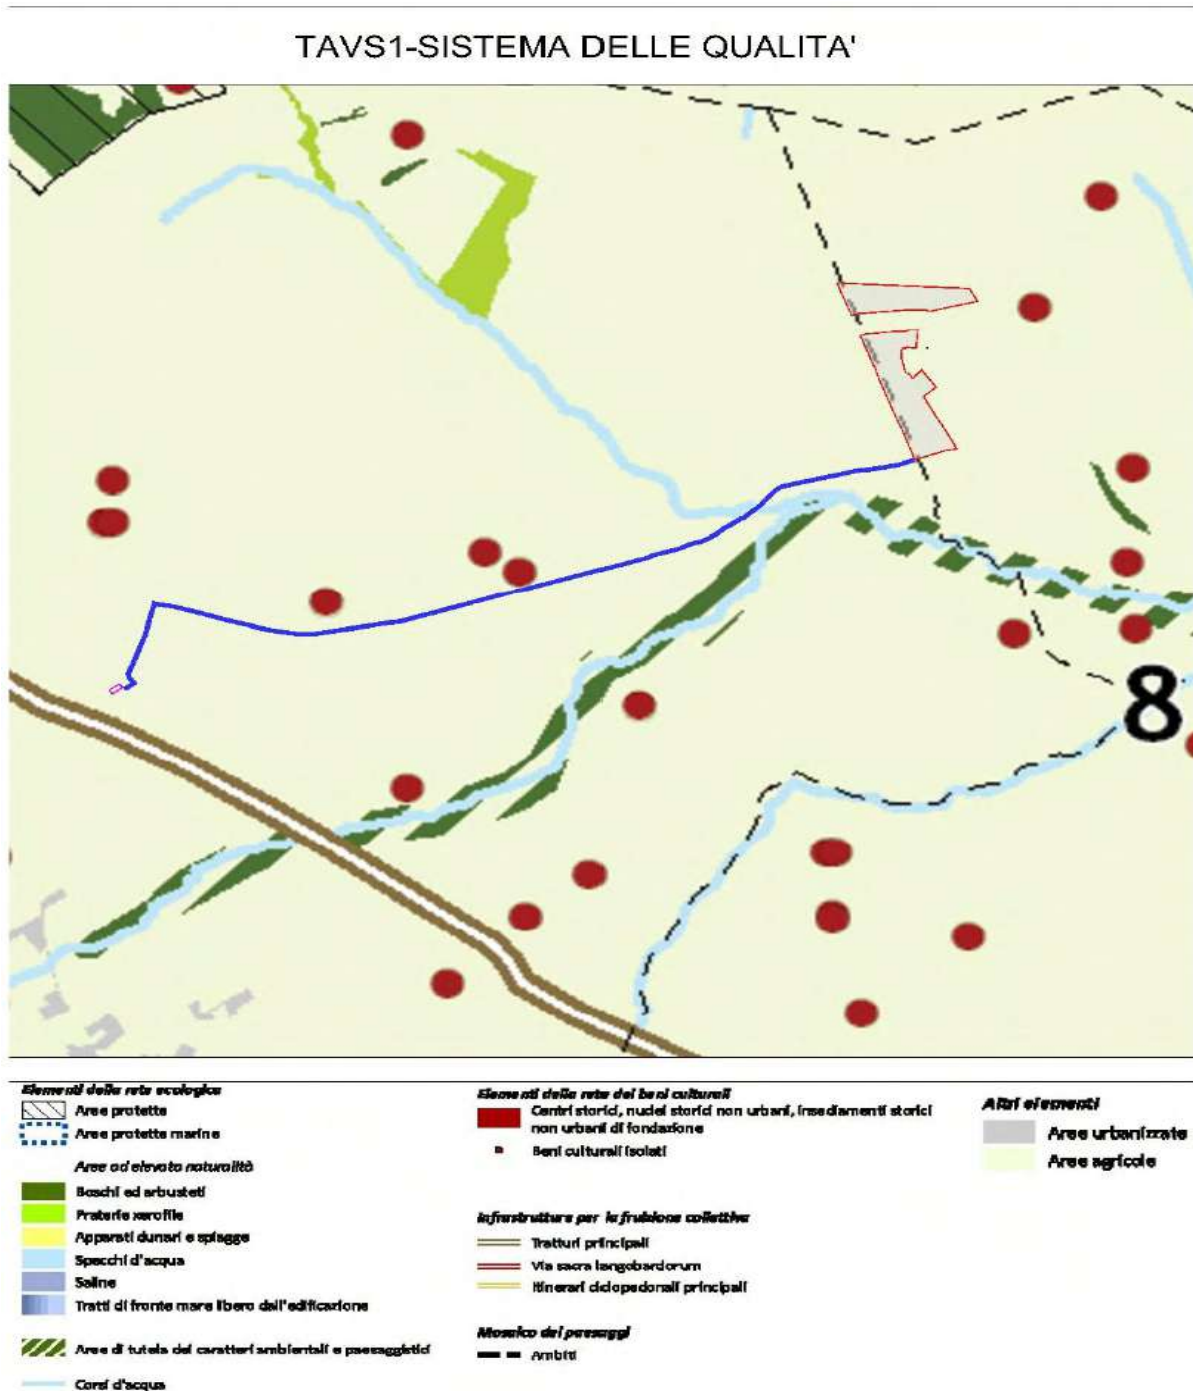 TAVS1-SISTEMA DELLE QUALITA'
8
Elementi della rete ecologica
Aree protette
Aree protette marine
Aree ad elevata naturalità
Boschi ed arbusteti
Praterie xerofile
Apparati dunari e spiagge
Specchi d'acqua
Saline
Tratti di fronte mare libero dall'edificazione
Aree di tutela dei caratteri ambientali e paesaggistici
Corsi d'acqua
Elementi della rete dei beni culturali
Centri storici, nuclei storici non urbani, insediamenti storici
non urbani di fondazione
Beni culturali isolati
Infrastrutture per la fruizione collettiva
Tratturi principali
Via sacra langobardorum
Itinerari ciclopedonali principali
Mosaico dei paesaggi
Ambiti
Altri elementi
Aree urbanizzate
Aree agricole